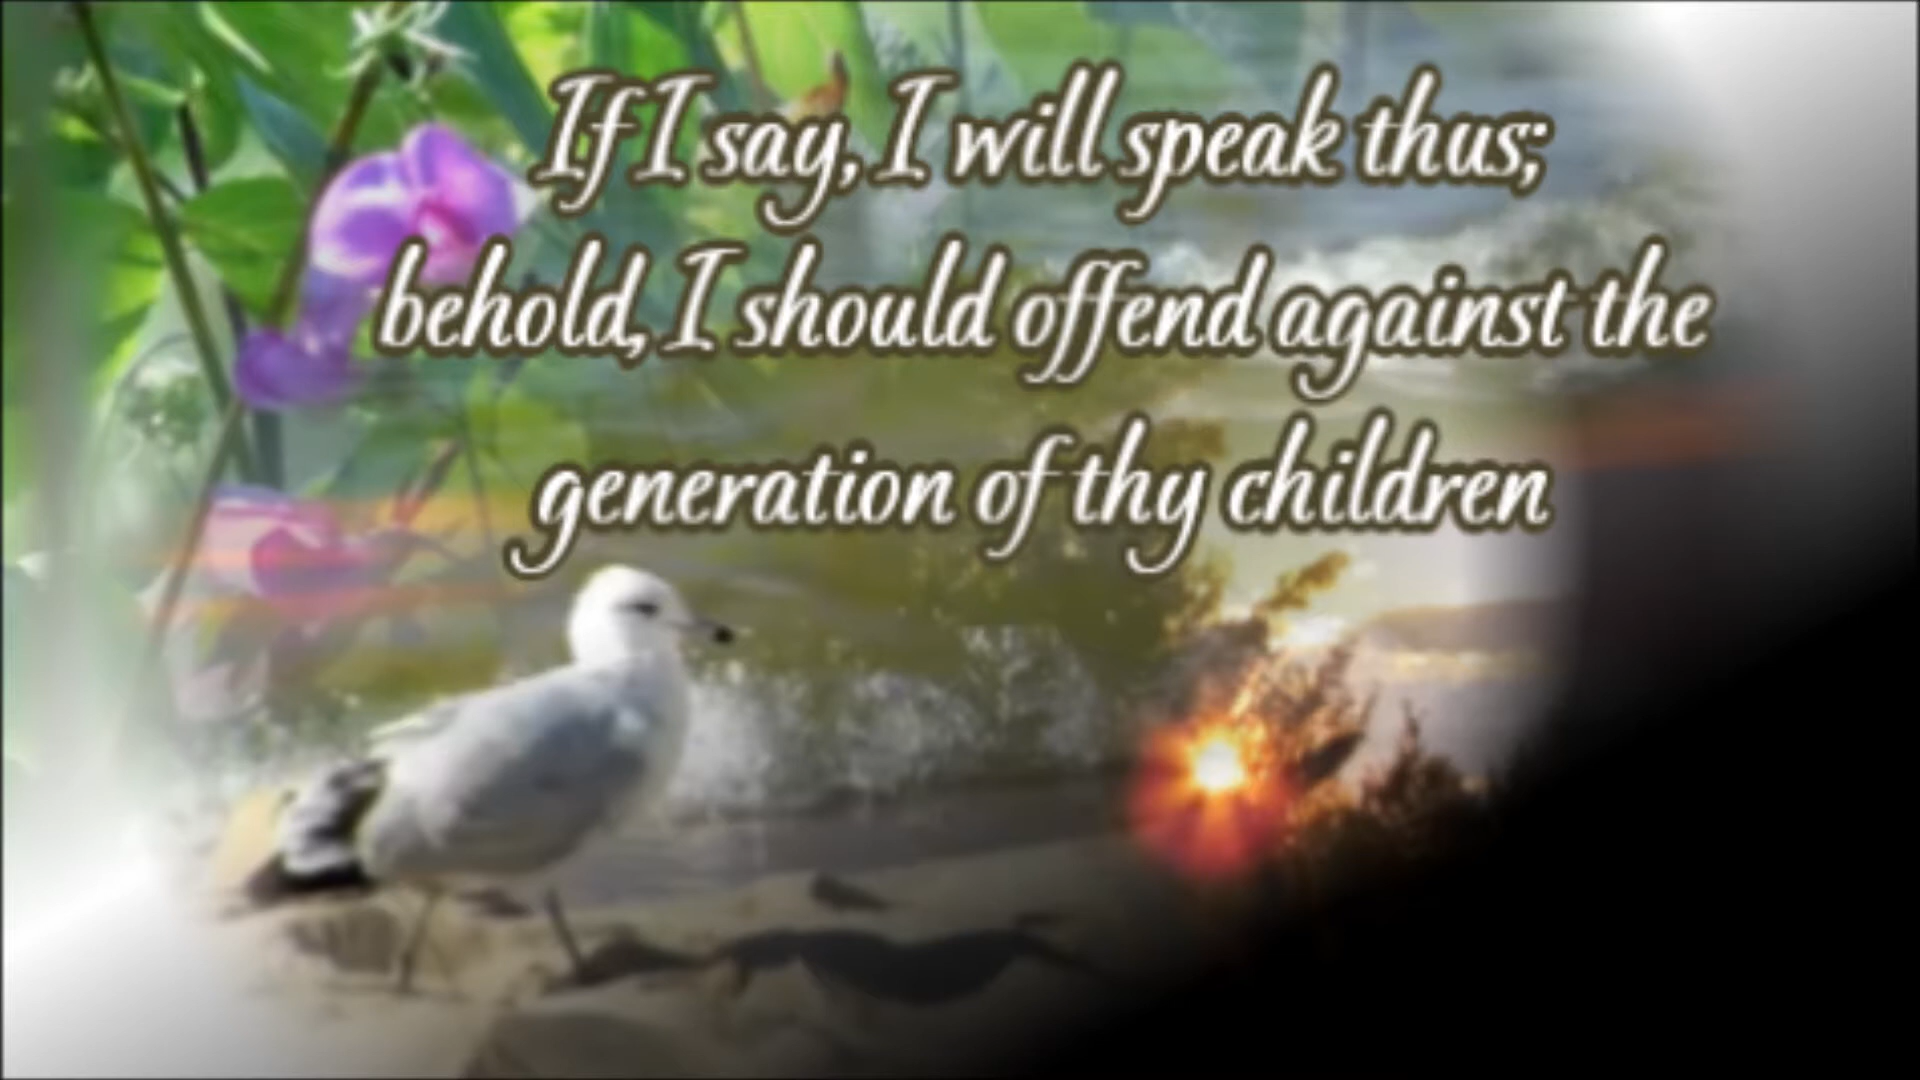 If I say, I will speak thus;
behold, I should offend against the
generation of thy children